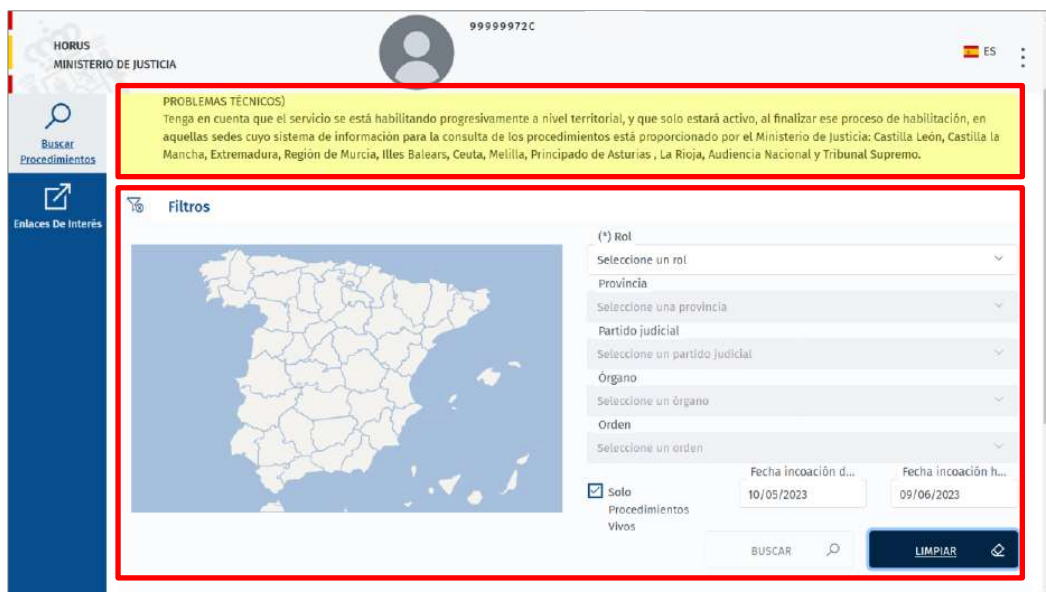 99999972C
HORUS
MINISTERIO DE JUSTICIA
ES
PROBLEMAS TÉCNICOS)
Tenga en cuenta que el servicio se está habilitando progresivamente a nivel territorial, y que solo estará activo, al finalizar ese proceso de habilitación, en
aquellas sedes cuyo sistema de información para la consulta de los procedimientos está proporcionado por el Ministerio de Justicia: Castilla León, Castilla la
Mancha, Extremadura, Región de Murcia, Illes Balears, Ceuta, Melilla, Principado de Asturias , La Rioja, Audiencia Nacional y Tribunal Supremo.
Buscar
Procedimientos
Enlaces De Interés
Filtros
(*) Rol
Seleccione un rol
Provincia
Seleccione una provincia
Partido judicial
Seleccione un partido judicial
Órgano
Seleccione un órgano
Orden
Seleccione un orden
Fecha incoación d...
Fecha incoación h...
Solo
Procedimientos
Vivos
10/05/2023
09/06/2023
BUSCAR
LIMPIAR